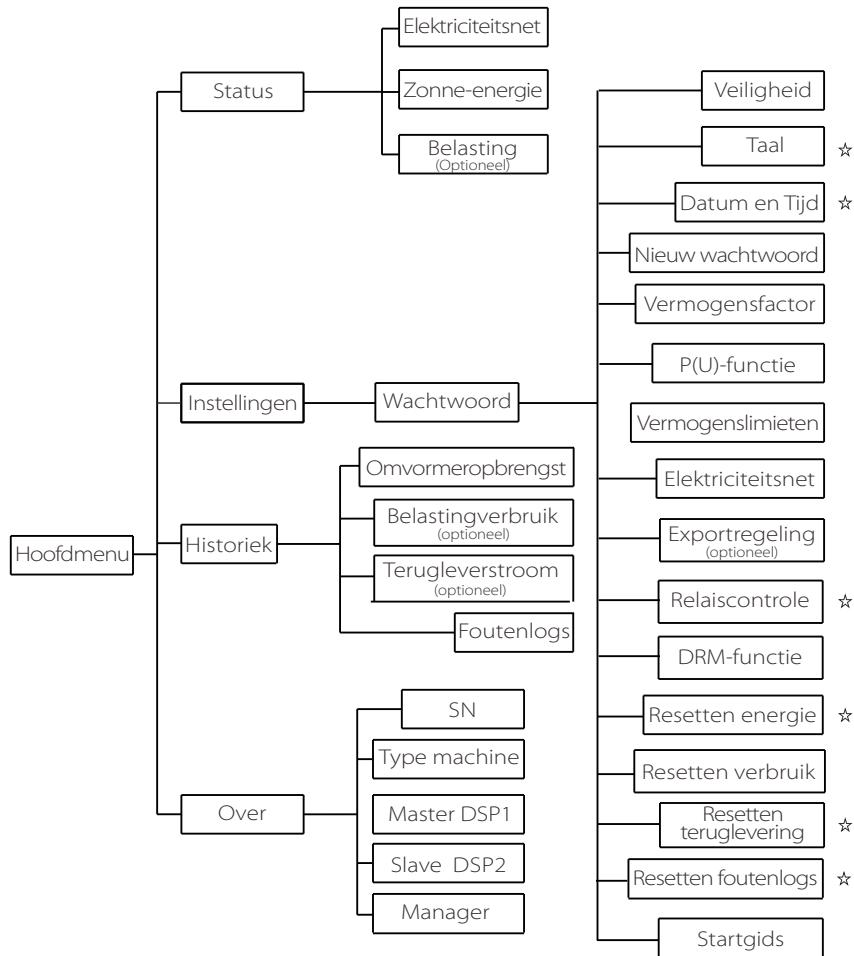 Hoofdmenu
Status
Elektriciteitsnet
Zonne-energie
Belasting
(Optioneel)
Instellingen
Wachtwoord
Veiligheid
Taal ☆
Datum en Tijd ☆
Nieuw wachtwoord
Vermogensfactor
P(U)-functie
Vermogenslimieten
Elektriciteitsnet
Exportregeling
(optioneel)
Relaiscontrole ☆
DRM-functie
Resetten energie ☆
Resetten verbruik
Resetten
teruglevering ☆
Resetten foutenlogs ☆
Startgids
Historiek
Omvormeropbrengst
Belastingverbruik
(optioneel)
Terugleverstroom
(optioneel)
Foutenlogs
Over
SN
Type machine
Master DSP1
Slave DSP2
Manager